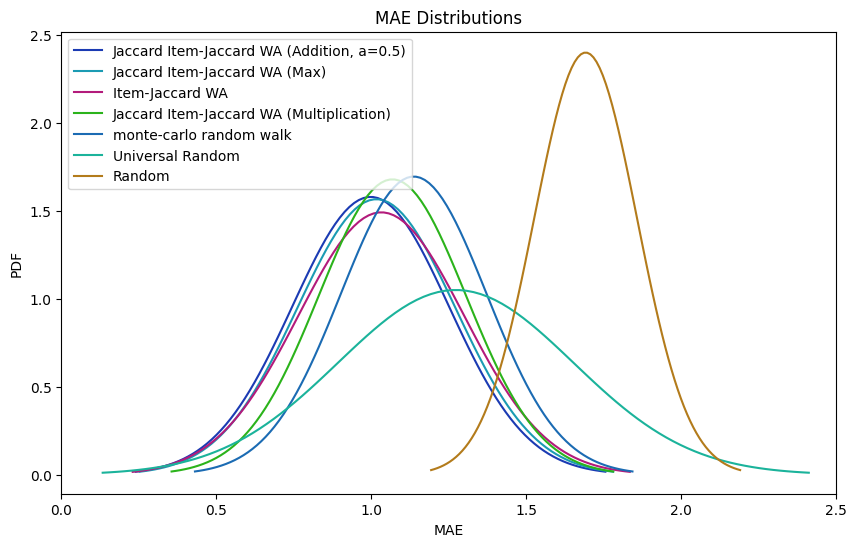 MAE Distributions
2.5
2.0
1.5
1.0
0.5
0.0
PDF
Jaccard Item-Jaccard WA (Addition, a=0.5)
Jaccard Item-Jaccard WA (Max)
Item-Jaccard WA
Jaccard Item-Jaccard WA (Multiplication)
monte-carlo random walk
Universal Random
Random
0.0 0.5 1.0 1.5 2.0 2.5
MAE